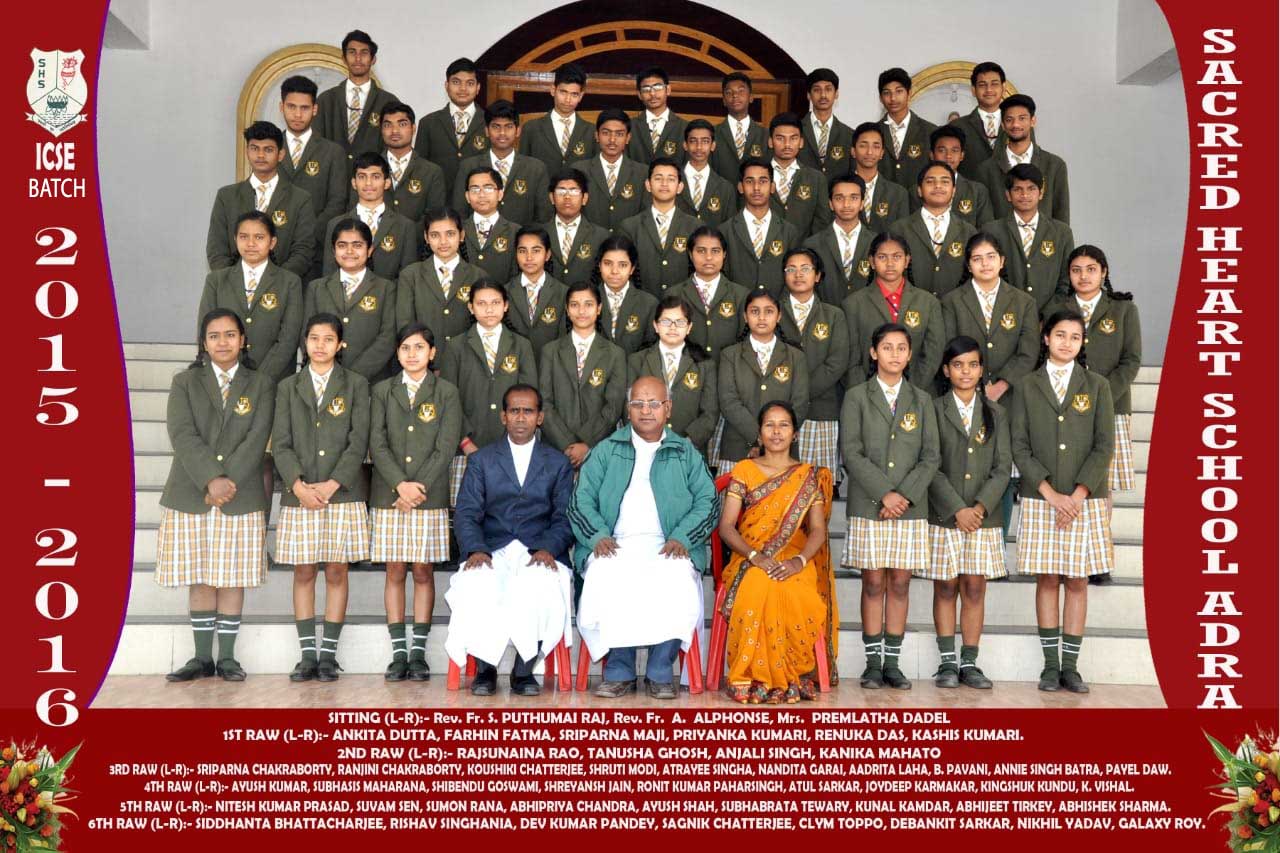 SHS
ICSE
BATCH
2015 - 2016
SACRED HEART SCHOOL ADRA
SITTING (L-R):- Rev. Fr. S. PUTHUMAI RAJ, Rev. Fr. A. ALPHONSE, Mrs. PREMLATHA DADEL
1ST RAW (L-R):- ANKITA DUTTA, FARHIN FATMA, SRIPARNA MAJI, PRIYANKA KUMARI, RENUKA DAS, KASHIS KUMARI.
2ND RAW (L-R):- RAJSUNAINA RAO, TANUSHA GHOSH, ANJALI SINGH, KANIKA MAHATO
3RD RAW (L-R):- SRIPARNA CHAKRABORTY, RANJINI CHAKRABORTY, KOUSHIKI CHATTERJEE, SHRUTI MODI, ATRAYEE SINGHA, NANDITA GARAI, AADRITA LAHA, B. PAVANI, ANNIE SINGH BATRA, PAYEL DAW.
4TH RAW (L-R):- AYUSH KUMAR, SUBHASIS MAHARANA, SHIBENDU GOSWAMI, SHREYANSH JAIN, RONIT KUMAR PAHARSINGH, ATUL SARKAR, JOYDEEP KARMAKAR, KINGSHUK KUNDU, K. VISHAL.
5TH RAW (L-R):- NITESH KUMAR PRASAD, SUVAM SEN, SUMON RANA, ABHIPRIYA CHANDRA, AYUSH SHAH, SUBHABRATA TEWARY, KUNAL KAMDAR, ABHIJEET TIRKEY, ABHISHEK SHARMA.
6TH RAW (L-R):- SIDDHANTA BHATTACHARJEE, RISHAV SINGHANIA, DEV KUMAR PANDEY, SAGNIK CHATTERJEE, CLYM TOPPO, DEBANKIT SARKAR, NIKHIL YADAV, GALAXY ROY.